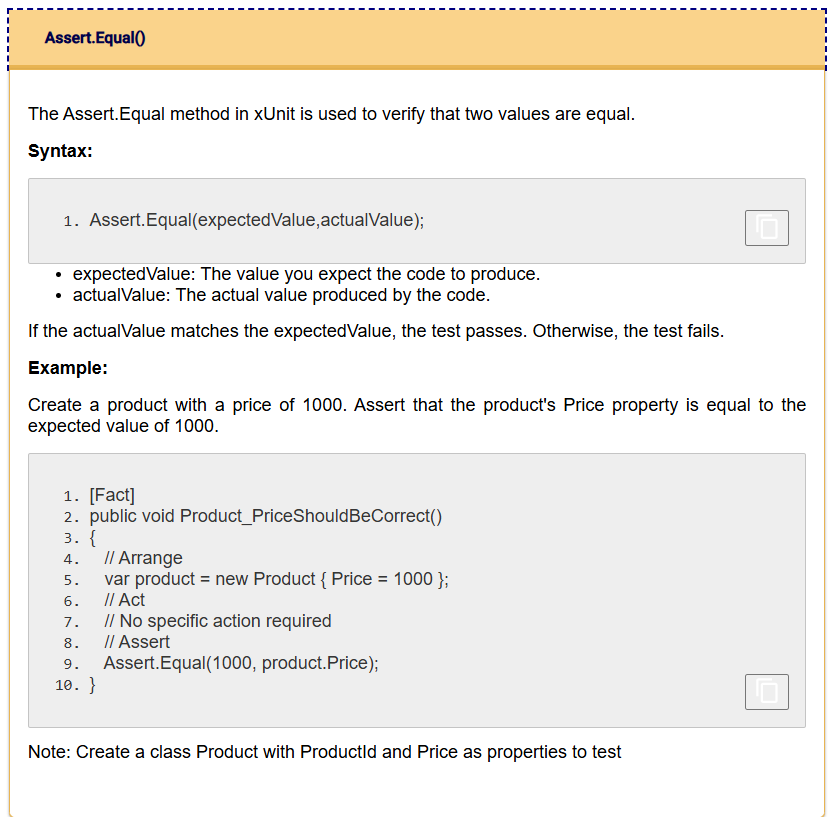 Assert.Equal()
The Assert.Equal method in xUnit is used to verify that two values are equal.
Syntax:
1. Assert.Equal(expectedValue,actualValue);
• expectedValue: The value you expect the code to produce.
• actualValue: The actual value produced by the code.
If the actualValue matches the expectedValue, the test passes. Otherwise, the test fails.
Example:
Create a product with a price of 1000. Assert that the product's Price property is equal to the
expected value of 1000.
1. [Fact]
2. public void Product_PriceShouldBeCorrect()
3. {
4. // Arrange
5. var product = new Product { Price = 1000 };
6. // Act
7. // No specific action required
8. // Assert
9. Assert.Equal(1000, product.Price);
10. }
Note: Create a class Product with ProductId and Price as properties to test